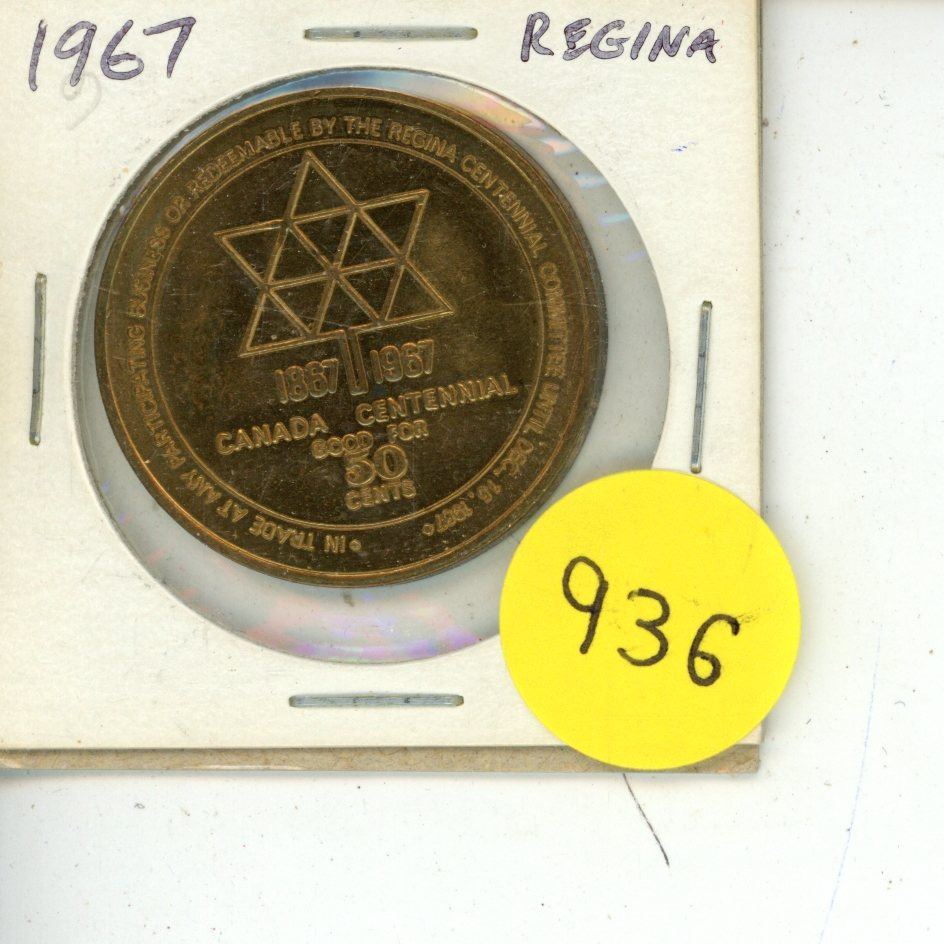 1967 REGINA
• IN TRADE AT ANY PARTICIPATING BUSINESS OR REDEEMABLE BY THE REGINA CENTENNIAL COMMITTEE UNTIL DEC. 16, 1967 •
1867 1967
CANADA CENTENNIAL
GOOD FOR
50
CENTS
936